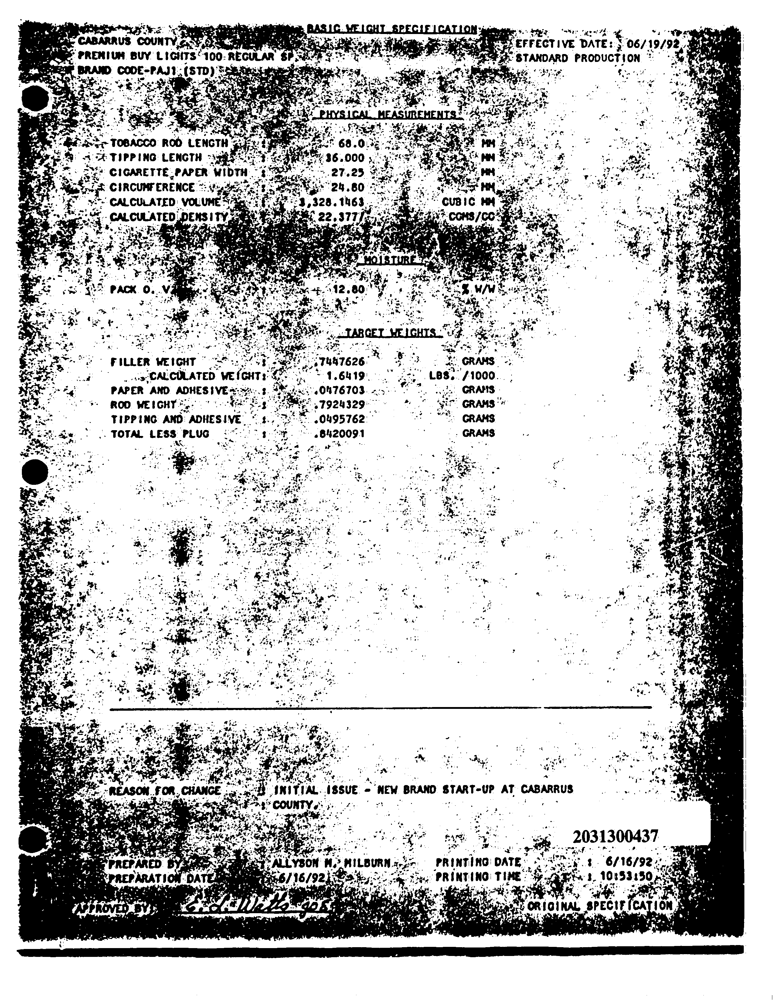 BASIC WEIGHT SPECIFICATION
CABARRUS COUNTY EFFECTIVE DATE: 06/19/92
PREMIUM BUY LIGHTS 100 REGULAR SP STANDARD PRODUCTION
BRAND CODE-PAJ1 (STD)
PHYSICAL MEASUREMENTS
TOBACCO ROD LENGTH : 68.0 MM
TIPPING LENGTH : 36.000 MM
CIGARETTE PAPER WIDTH : 27.25 MM
CIRCUMFERENCE : 24.80 MM
CALCULATED VOLUME : 3,328.1463 CUBIC MM
CALCULATED DENSITY : 22.3777 CGMS/CC
MOISTURE
PACK O. V. : 12.80 % W/W
TARGET WEIGHTS
FILLER WEIGHT : .7447626 GRAMS
CALCULATED WEIGHT: 1.6419 LBS. /1000
PAPER AND ADHESIVE : .0476703 GRAMS
ROD WEIGHT : .7924329 GRAMS
TIPPING AND ADHESIVE : .0495762 GRAMS
TOTAL LESS PLUG : .8420091 GRAMS
REASON FOR CHANGE : INITIAL ISSUE - NEW BRAND START-UP AT CABARRUS
: COUNTY.
2031300437
PREPARED BY : ALLYSON M. MILBURN PRINTING DATE : 6/16/92
PREPARATION DATE : 6/16/92 PRINTING TIME : 10:53:50
APPROVED BY: ORIGINAL SPECIFICATION